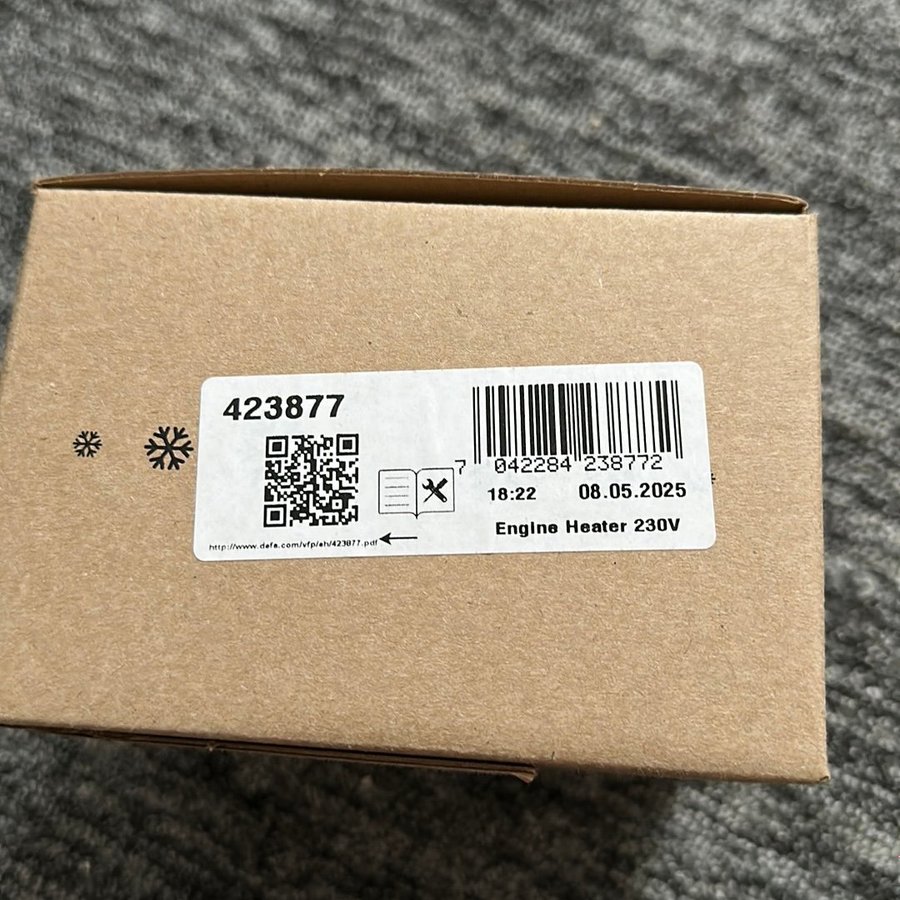 423877
7 042284 238772
18:22 08.05.2025
http://www.defa.com/vfp/eh/423877.pdf
Engine Heater 230V